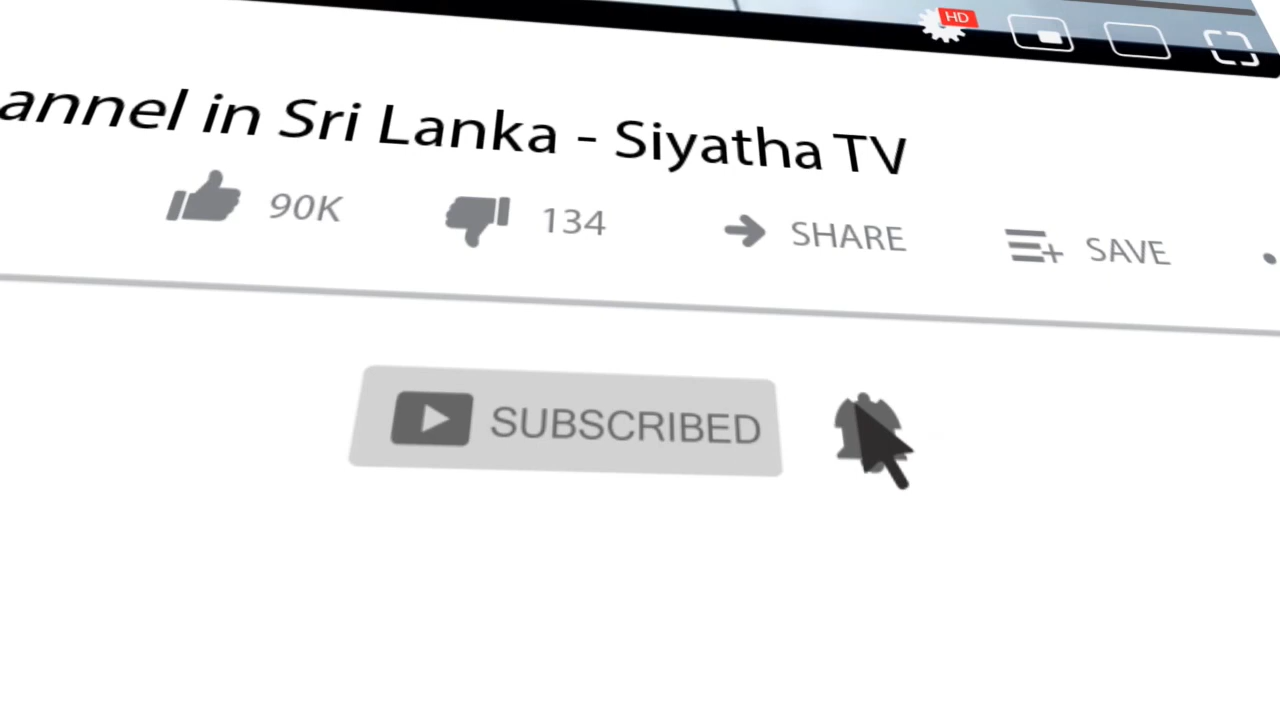 HD
annel in Sri Lanka - Siyatha TV
90K 134 SHARE SAVE
SUBSCRIBED